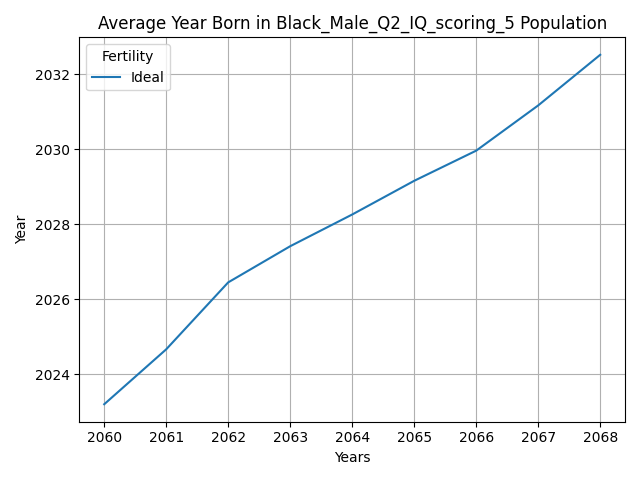 Average Year Born in Black_Male_Q2_IQ_scoring_5 Population
Fertility
Ideal
2032
2030
2028
2026
2024
Year
2060 2061 2062 2063 2064 2065 2066 2067 2068
Years